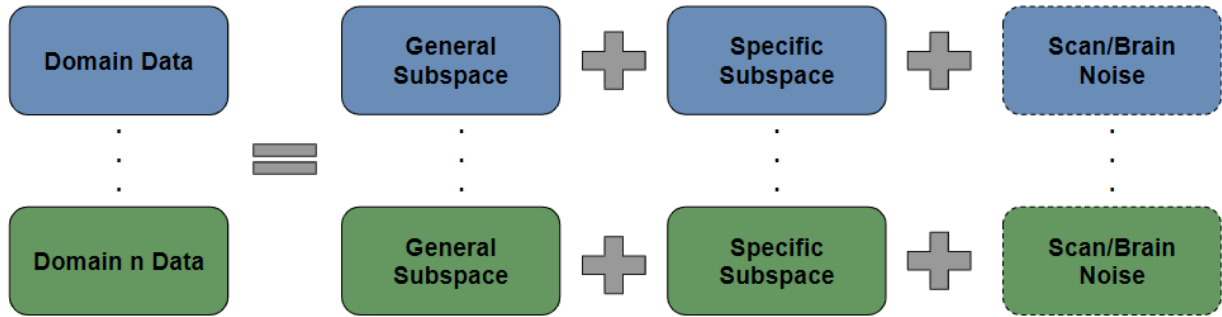 Domain Data
General
Subspace
Specific
Subspace
Scan/Brain
Noise
Domain n Data
General
Subspace
Specific
Subspace
Scan/Brain
Noise